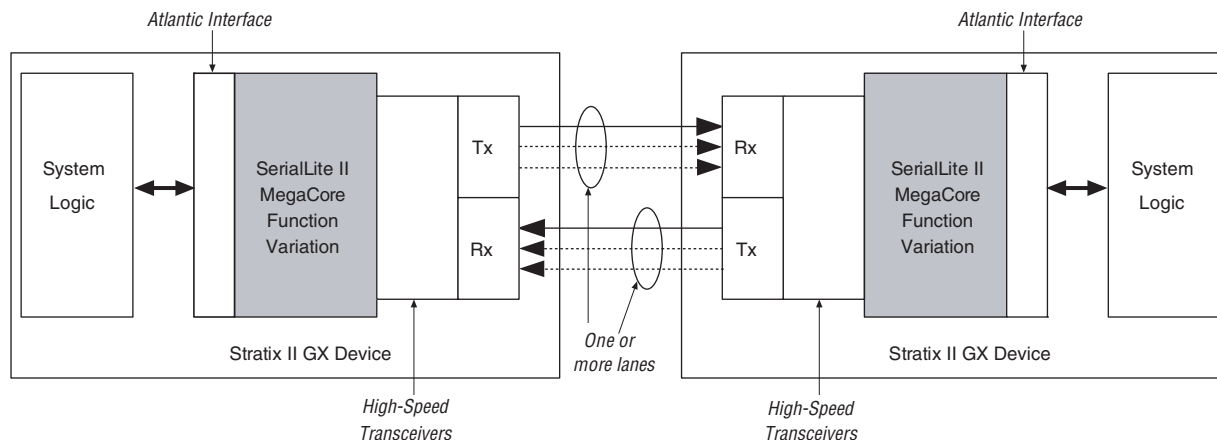 Atlantic Interface
Atlantic Interface
System
Logic
SerialLite II
MegaCore
Function
Variation
Tx
Rx
Rx
Tx
SerialLite II
MegaCore
Function
Variation
System
Logic
Stratix II GX Device
One or
more lanes
Stratix II GX Device
High-Speed
Transceivers
High-Speed
Transceivers